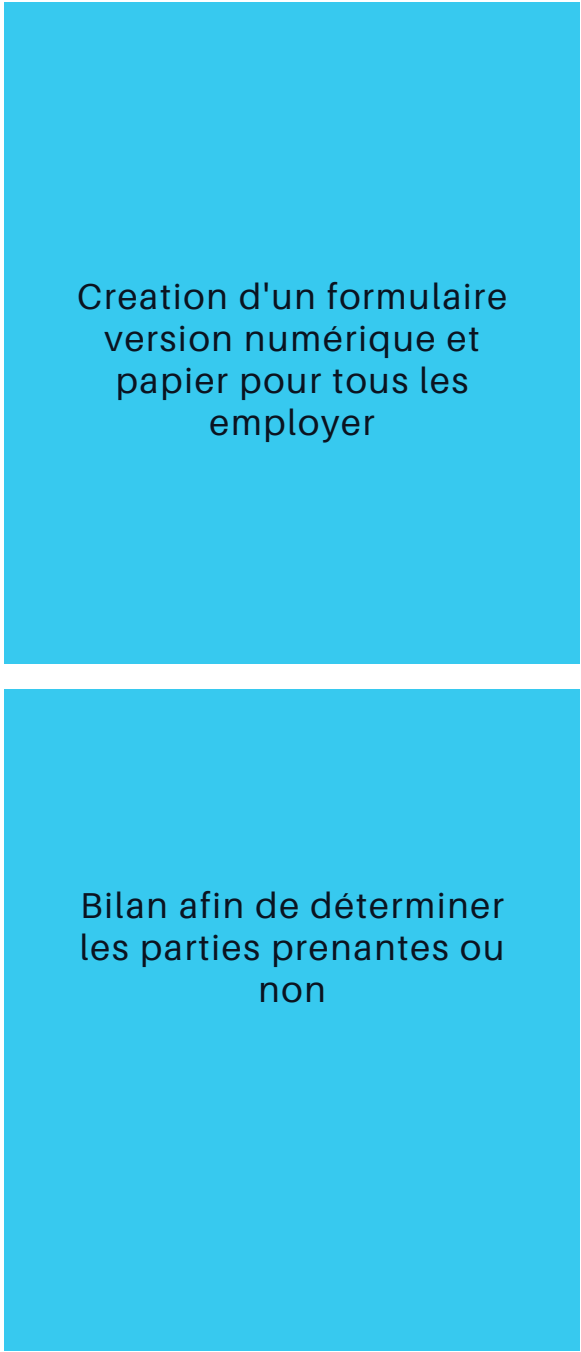 Creation d'un formulaire
version numérique et
papier pour tous les
employer
Bilan afin de déterminer
les parties prenantes ou
non